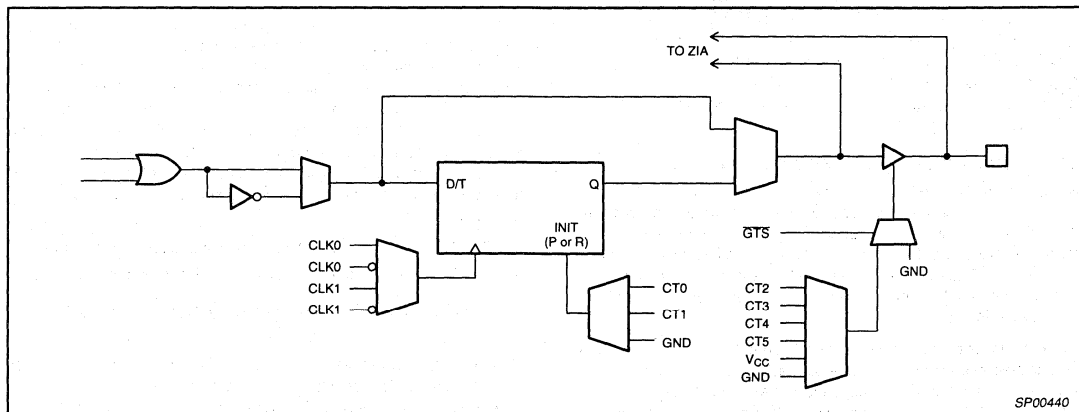 TO ZIA
D/T
Q
INIT
(P or R)
CLK0
CLK0
CLK1
CLK1
CT0
CT1
GND
GTS
GND
CT2
CT3
CT4
CT5
VCC
GND
SP00440